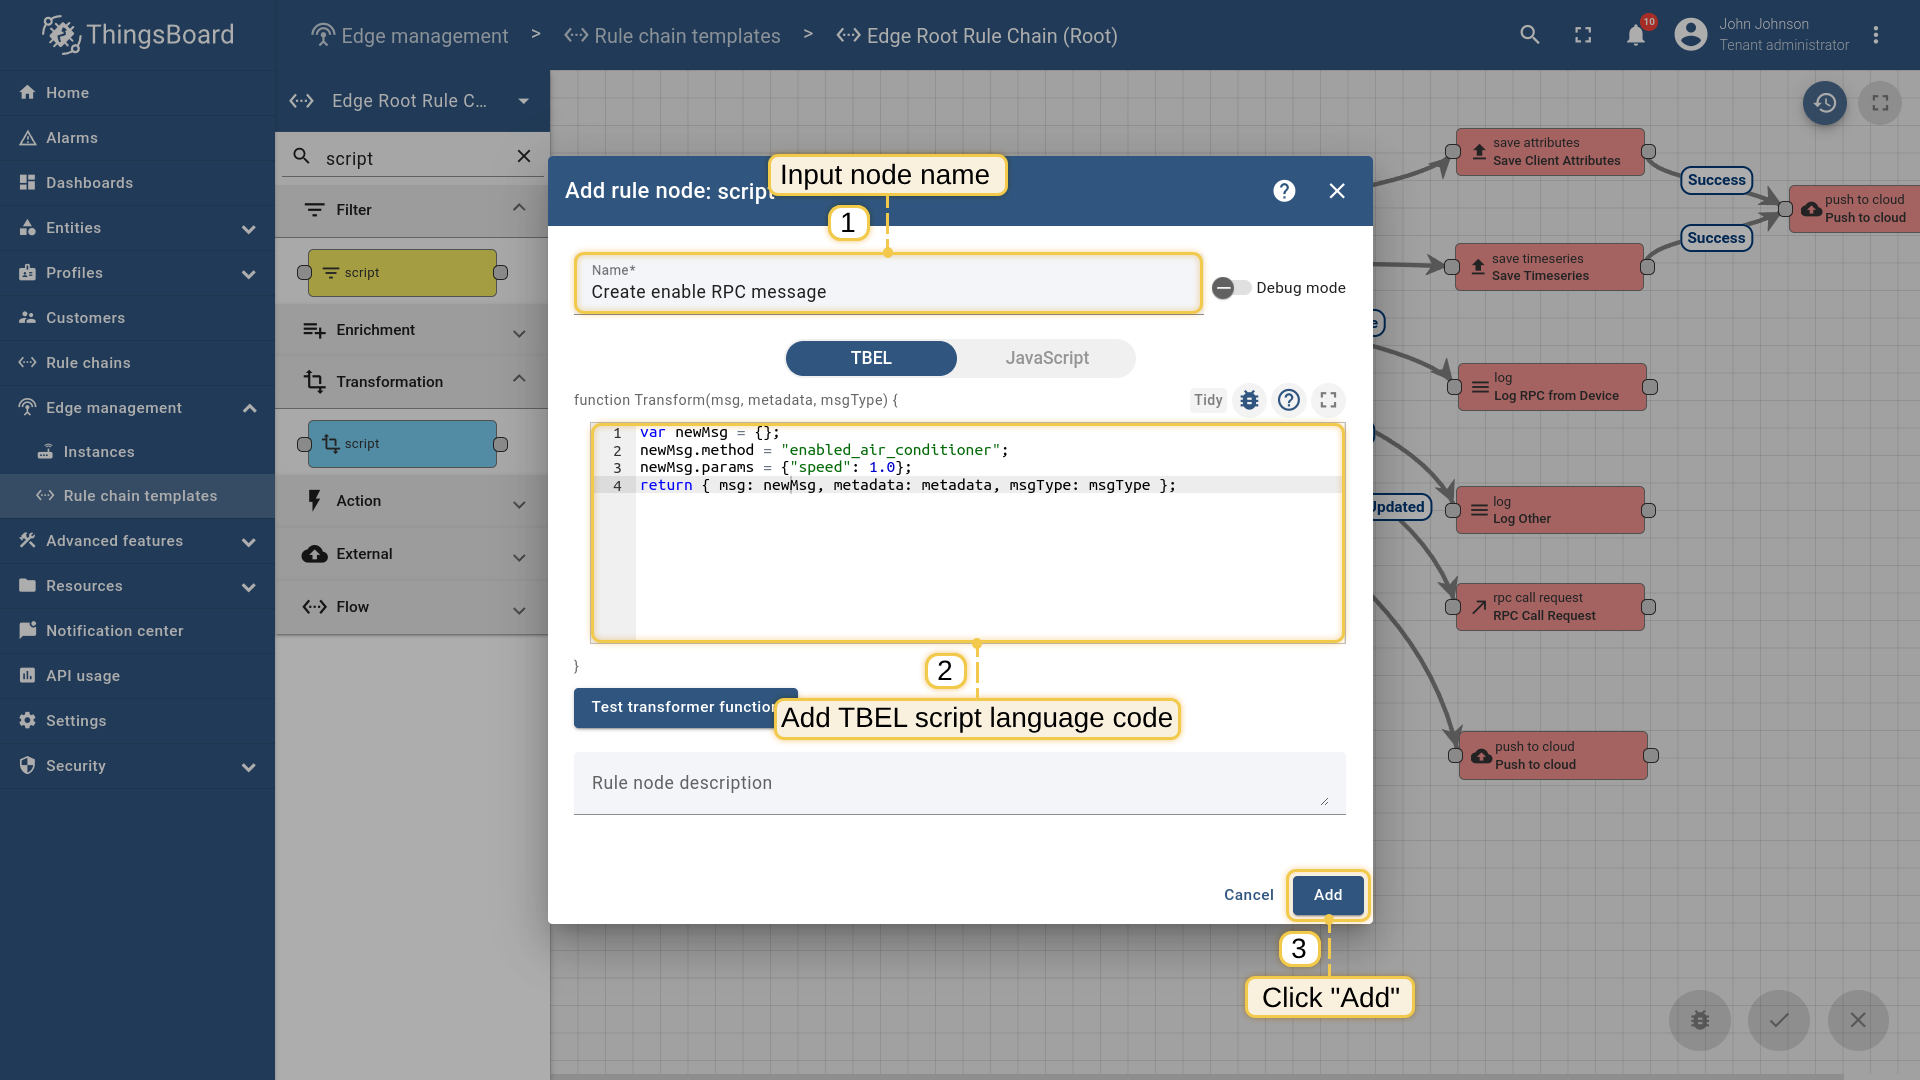 ThingsBoard
Edge management > Rule chain templates > Edge Root Rule Chain (Root)
10
John Johnson
Tenant administrator
Home
Alarms
Dashboards
Entities
Profiles
Customers
Rule chains
Edge management
Instances
Rule chain templates
Advanced features
Resources
Notification center
API usage
Settings
Security
Edge Root Rule C...
script
Filter
script
Enrichment
Transformation
script
Action
External
Flow
Add rule node: script
Input node name
1
Name*
Create enable RPC message
Debug mode
TBEL
JavaScript
function Transform(msg, metadata, msgType) {
Tidy
1 var newMsg = {};
2 newMsg.method = "enabled_air_conditioner";
3 newMsg.params = {"speed": 1.0};
4 return { msg: newMsg, metadata: metadata, msgType: msgType };
}
2
Test transformer function
Add TBEL script language code
Rule node description
Cancel
Add
3
Click "Add"
save attributes
Save Client Attributes
Success
push to cloud
Push to cloud
Success
save timeseries
Save Timeseries
log
Log RPC from Device
log
Log Other
rpc call request
RPC Call Request
push to cloud
Push to cloud